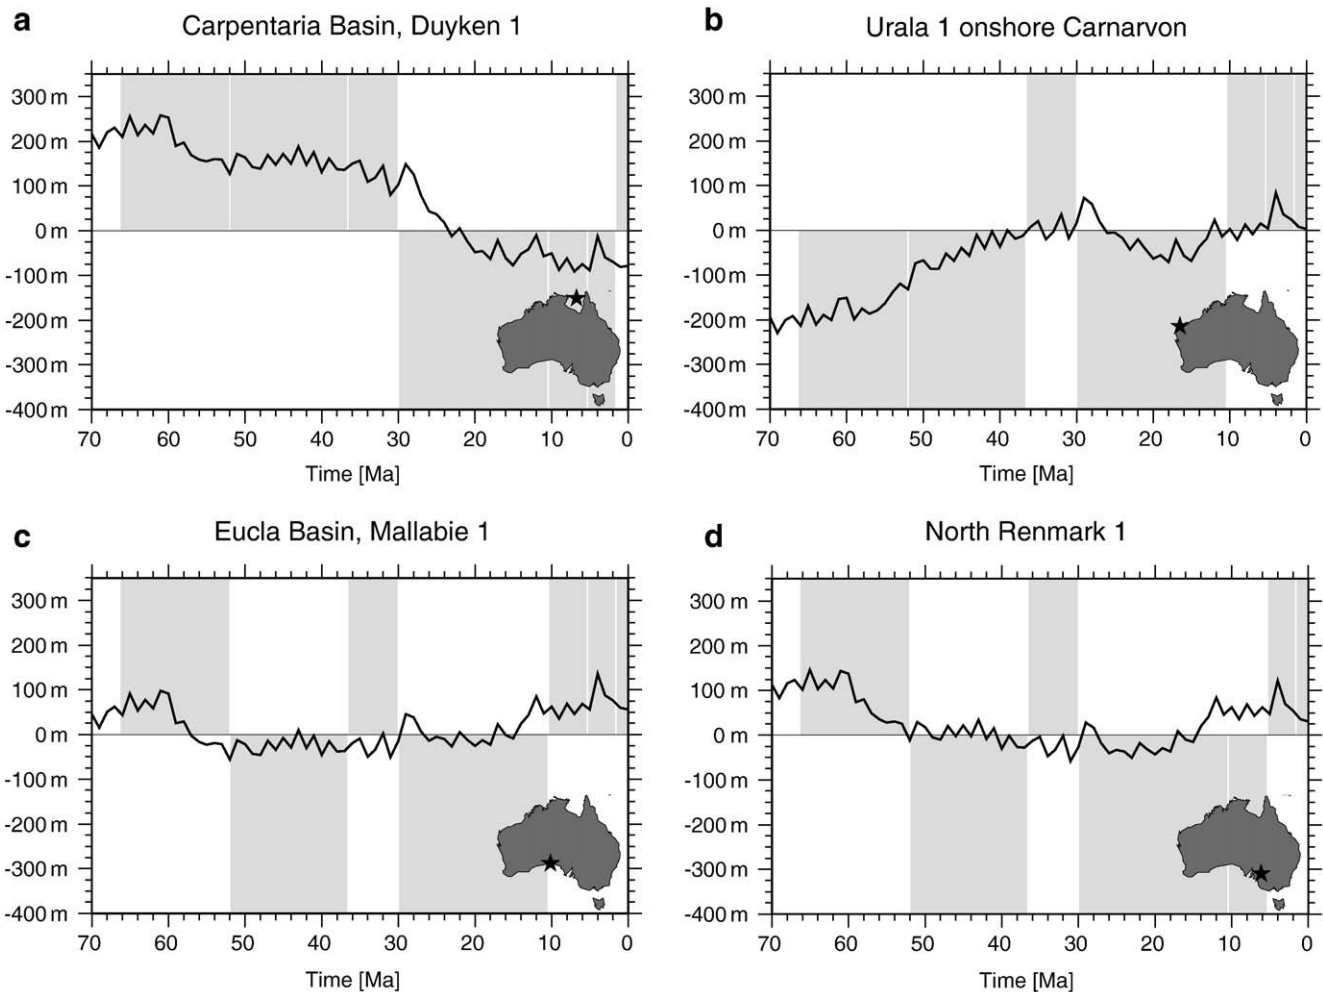 a
Carpentaria Basin, Duyken 1
300 m
200 m
100 m
0 m
-100 m
-200 m
-300 m
-400 m
70 60 50 40 30 20 10 0
Time [Ma]
b
Urala 1 onshore Carnarvon
300 m
200 m
100 m
0 m
-100 m
-200 m
-300 m
-400 m
70 60 50 40 30 20 10 0
Time [Ma]
c
Eucla Basin, Mallabie 1
300 m
200 m
100 m
0 m
-100 m
-200 m
-300 m
-400 m
70 60 50 40 30 20 10 0
Time [Ma]
d
North Renmark 1
300 m
200 m
100 m
0 m
-100 m
-200 m
-300 m
-400 m
70 60 50 40 30 20 10 0
Time [Ma]